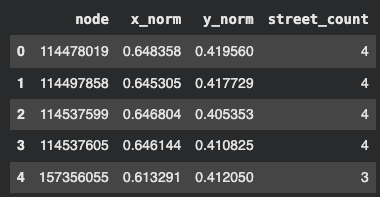 node x_norm y_norm street_count
0 114478019 0.648358 0.419560 4
1 114497858 0.645305 0.417729 4
2 114537599 0.646804 0.405353 4
3 114537605 0.646144 0.410825 4
4 157356055 0.613291 0.412050 3